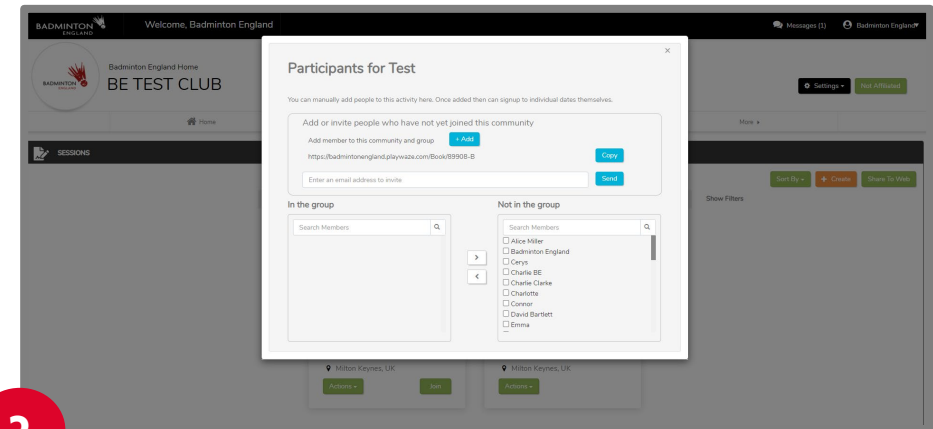 BADMINTON
ENGLAND
Welcome, Badminton England
Messages (1)
Badminton England▾
Badminton England Home
BE TEST CLUB
Settings
Not Affiliated
Home
More
SESSIONS
Sort By
+ Create
Share To Web
Show Filters
×
Participants for Test
You can manually add people to this activity here. Once added then can signup to individual dates themselves.
Add or invite people who have not yet joined this community
Add member to this community and group
+ Add
https://badmintonengland.playwaze.com/Book/89908-B
Copy
Enter an email address to invite
Send
In the group
Not in the group
Search Members
Search Members
Alice Miller
Badminton England
Cerys
Charlie BE
Charlie Clarke
Charlotte
Connor
David Bartlett
Emma
Milton Keynes, UK
Milton Keynes, UK
Actions
Join
Actions